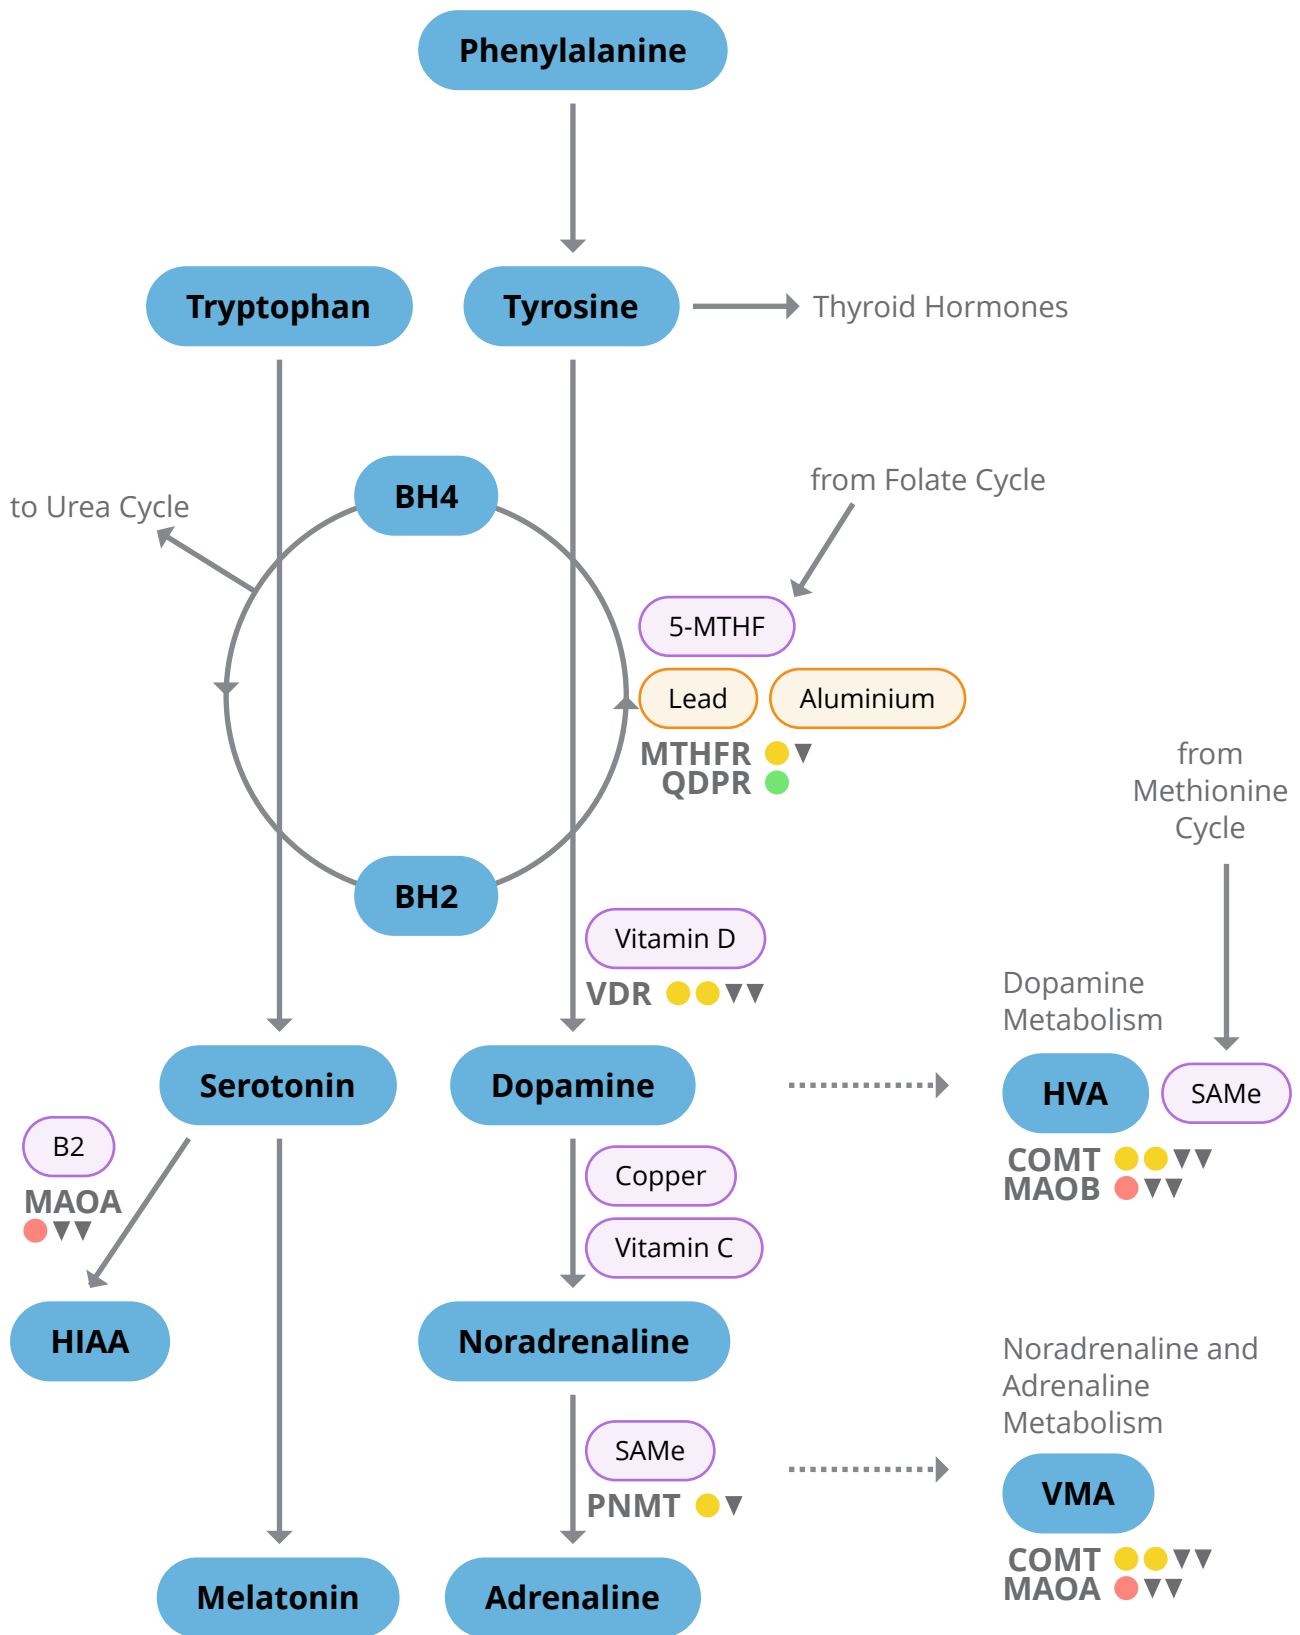 Phenylalanine
Tryptophan
Tyrosine
Thyroid Hormones
BH4
to Urea Cycle
from Folate Cycle
5-MTHF
Lead
Aluminium
MTHFR
QDPR
from
Methionine
Cycle
BH2
Vitamin D
VDR
Dopamine
Metabolism
Serotonin
Dopamine
HVA
SAMe
B2
MAOA
Copper
COMT
MAOB
Vitamin C
HIAA
Noradrenaline
Noradrenaline and
Adrenaline
Metabolism
SAMe
PNMT
VMA
COMT
MAOA
Melatonin
Adrenaline